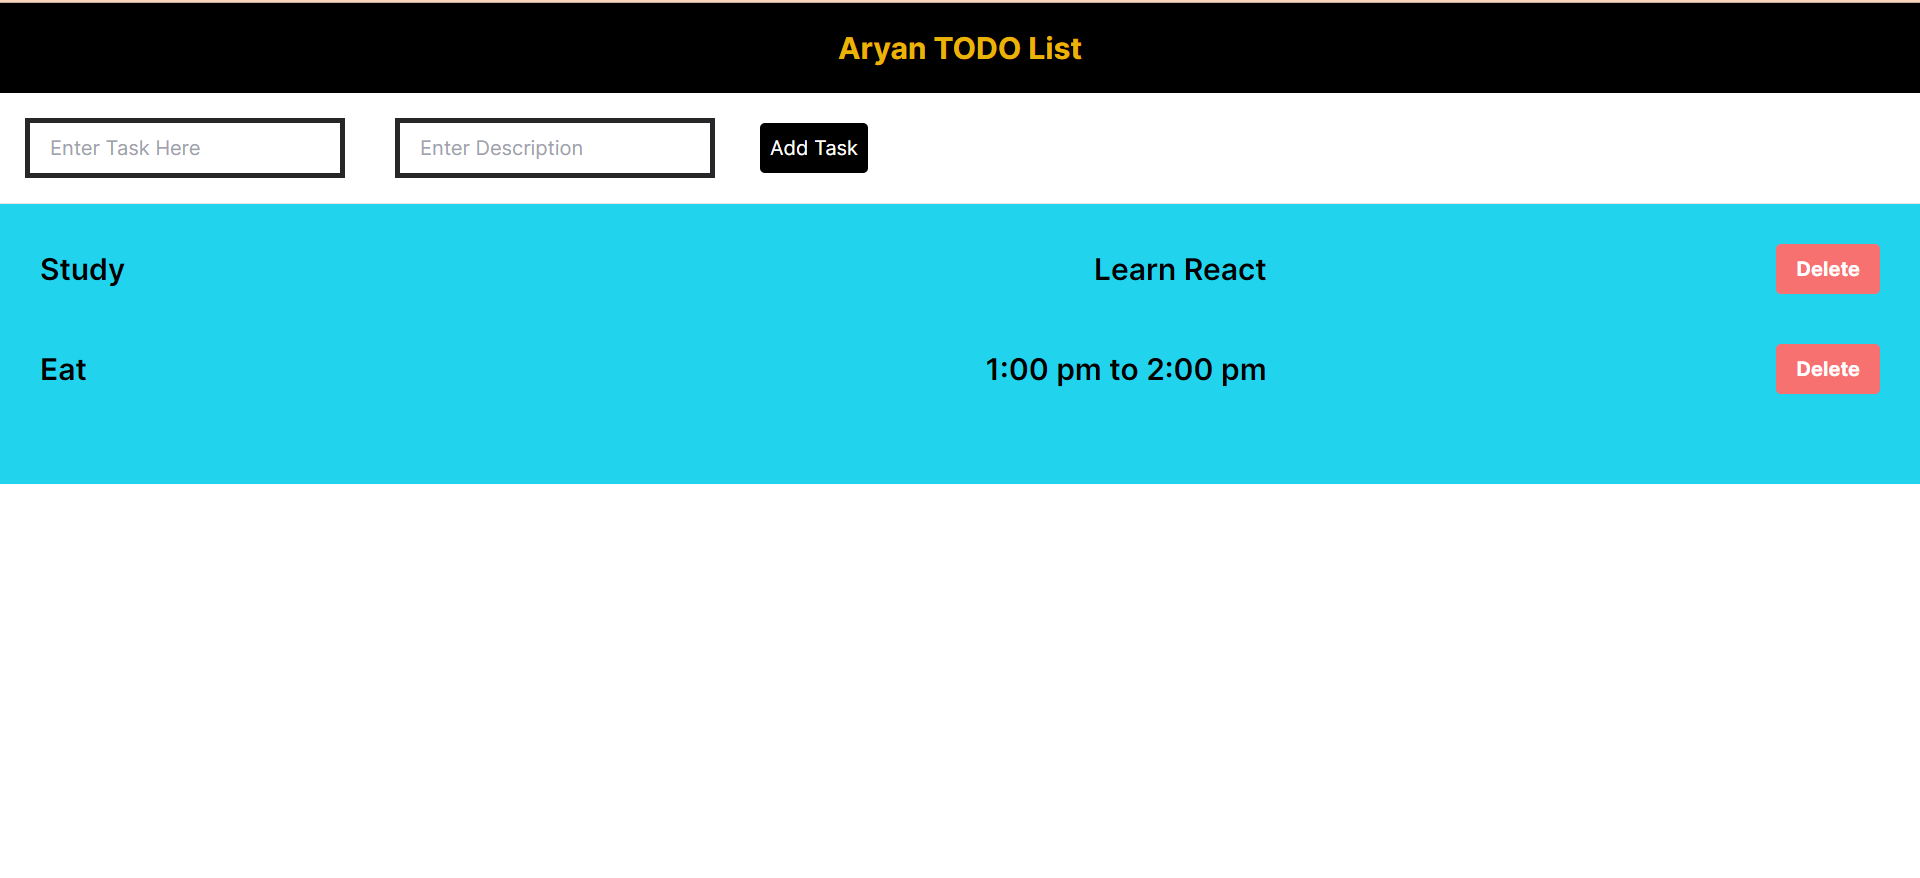 Aryan TODO List
Enter Task Here Enter Description Add Task
Study Learn React Delete
Eat 1:00 pm to 2:00 pm Delete